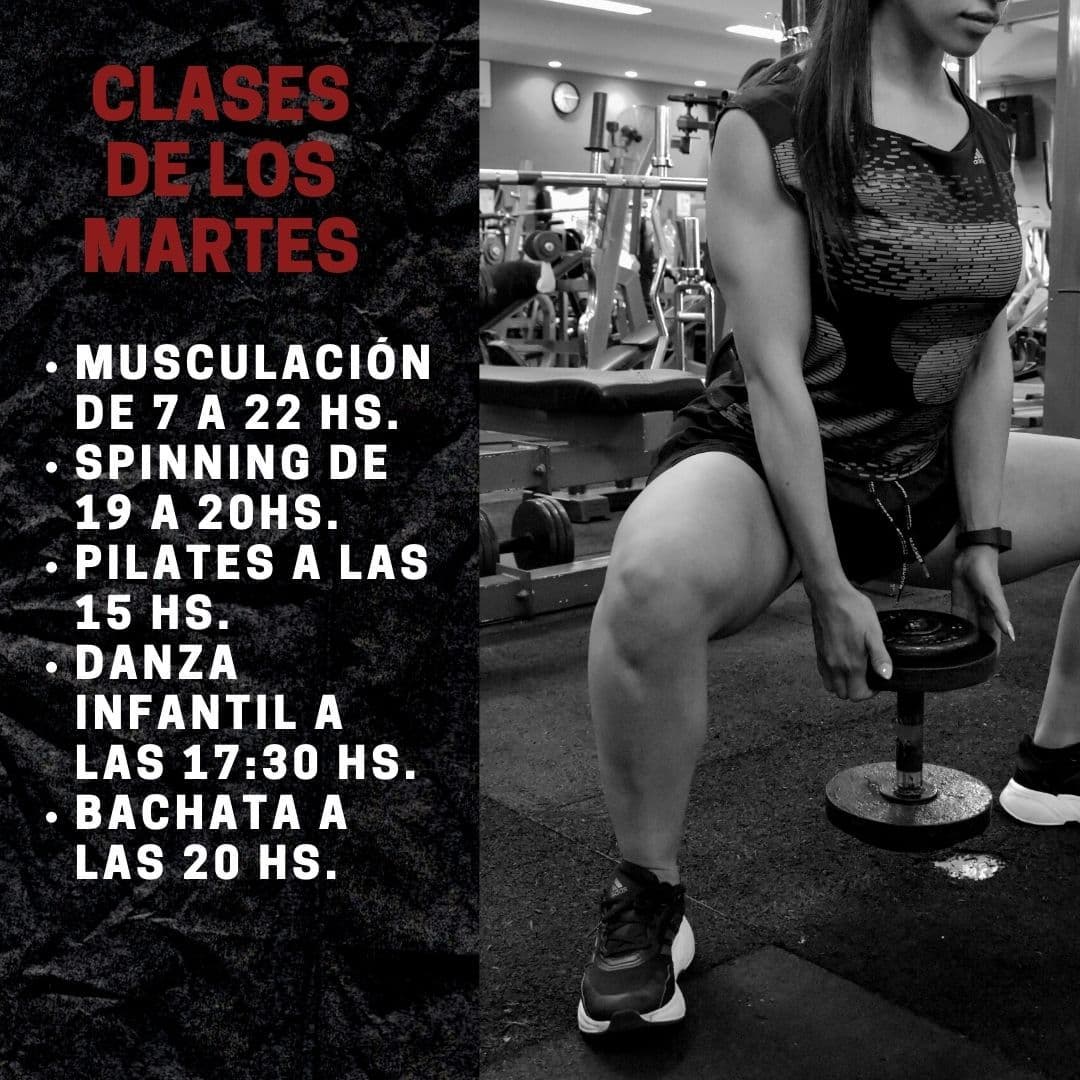 CLASES
DE LOS
MARTES
• MUSCULACIÓN
DE 7 A 22 HS.
• SPINNING DE
19 A 20HS.
• PILATES A LAS
15 HS.
• DANZA
INFANTIL A
LAS 17:30 HS.
• BACHATA A
LAS 20 HS.